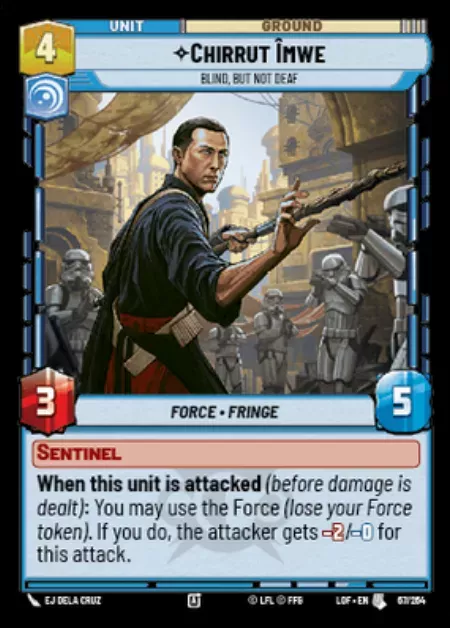 UNIT GROUND
4
CHIRRUT ÎMWE
BLIND, BUT NOT DEAF
3
5
FORCE • FRINGE
SENTINEL
When this unit is attacked (before damage is
dealt): You may use the Force (lose your Force
token). If you do, the attacker gets -2/-0 for
this attack.
EJ DELA CRUZ A © LFL © FFG LOF • EN 67/264